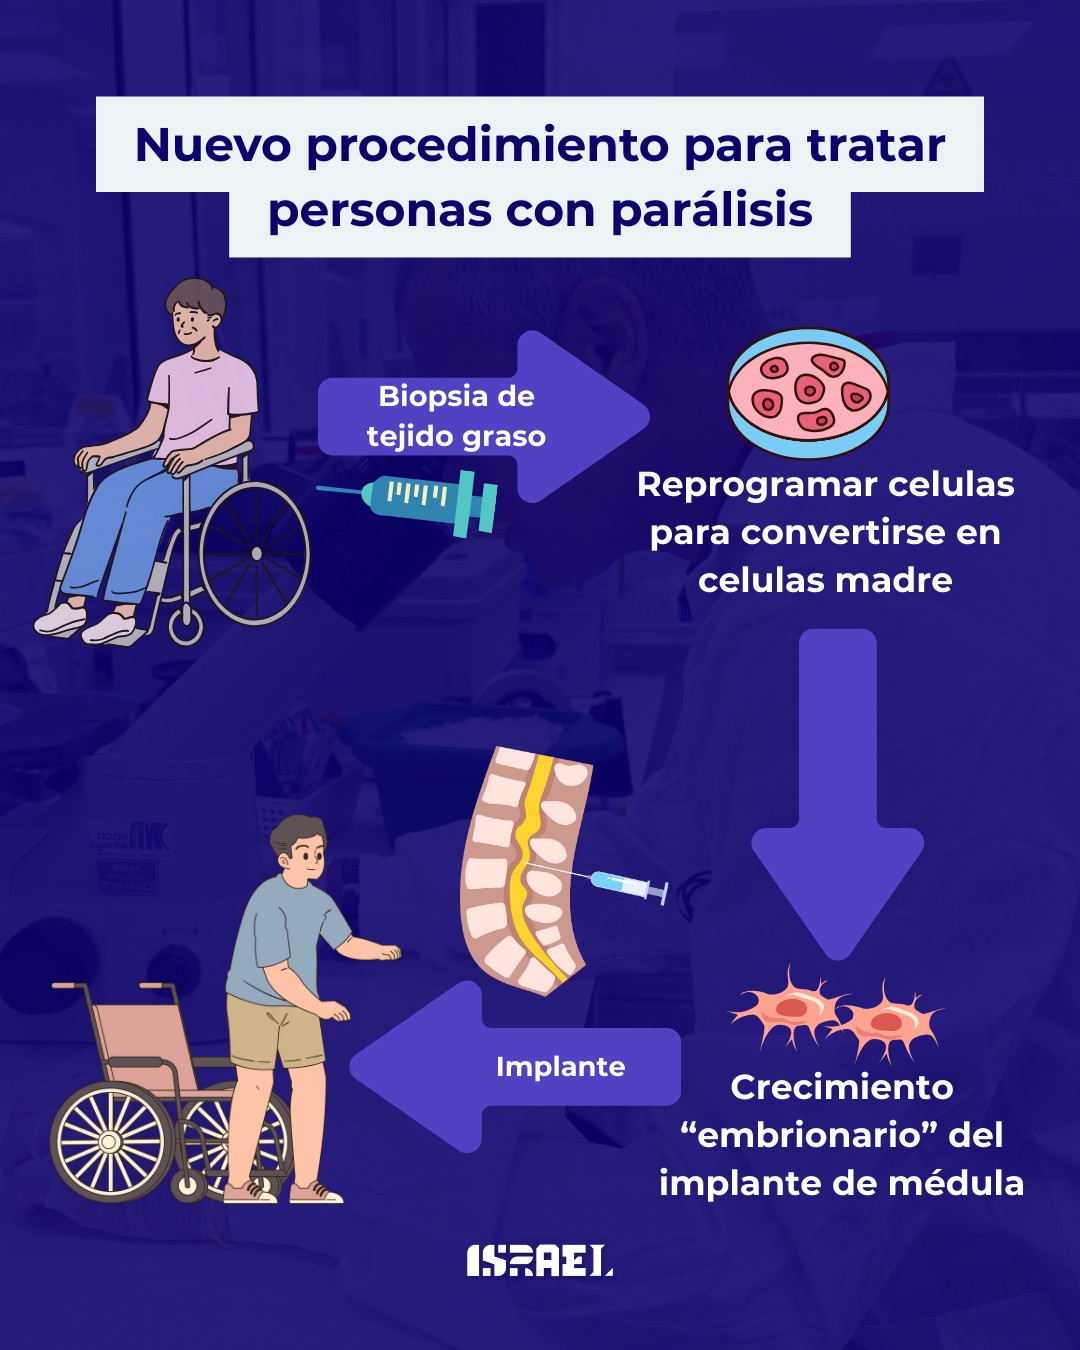 Nuevo procedimiento para tratar
personas con parálisis
Biopsia de
tejido graso
Reprogramar celulas
para convertirse en
celulas madre
Implante
Crecimiento
“embrionario” del
implante de médula
ISRAEL